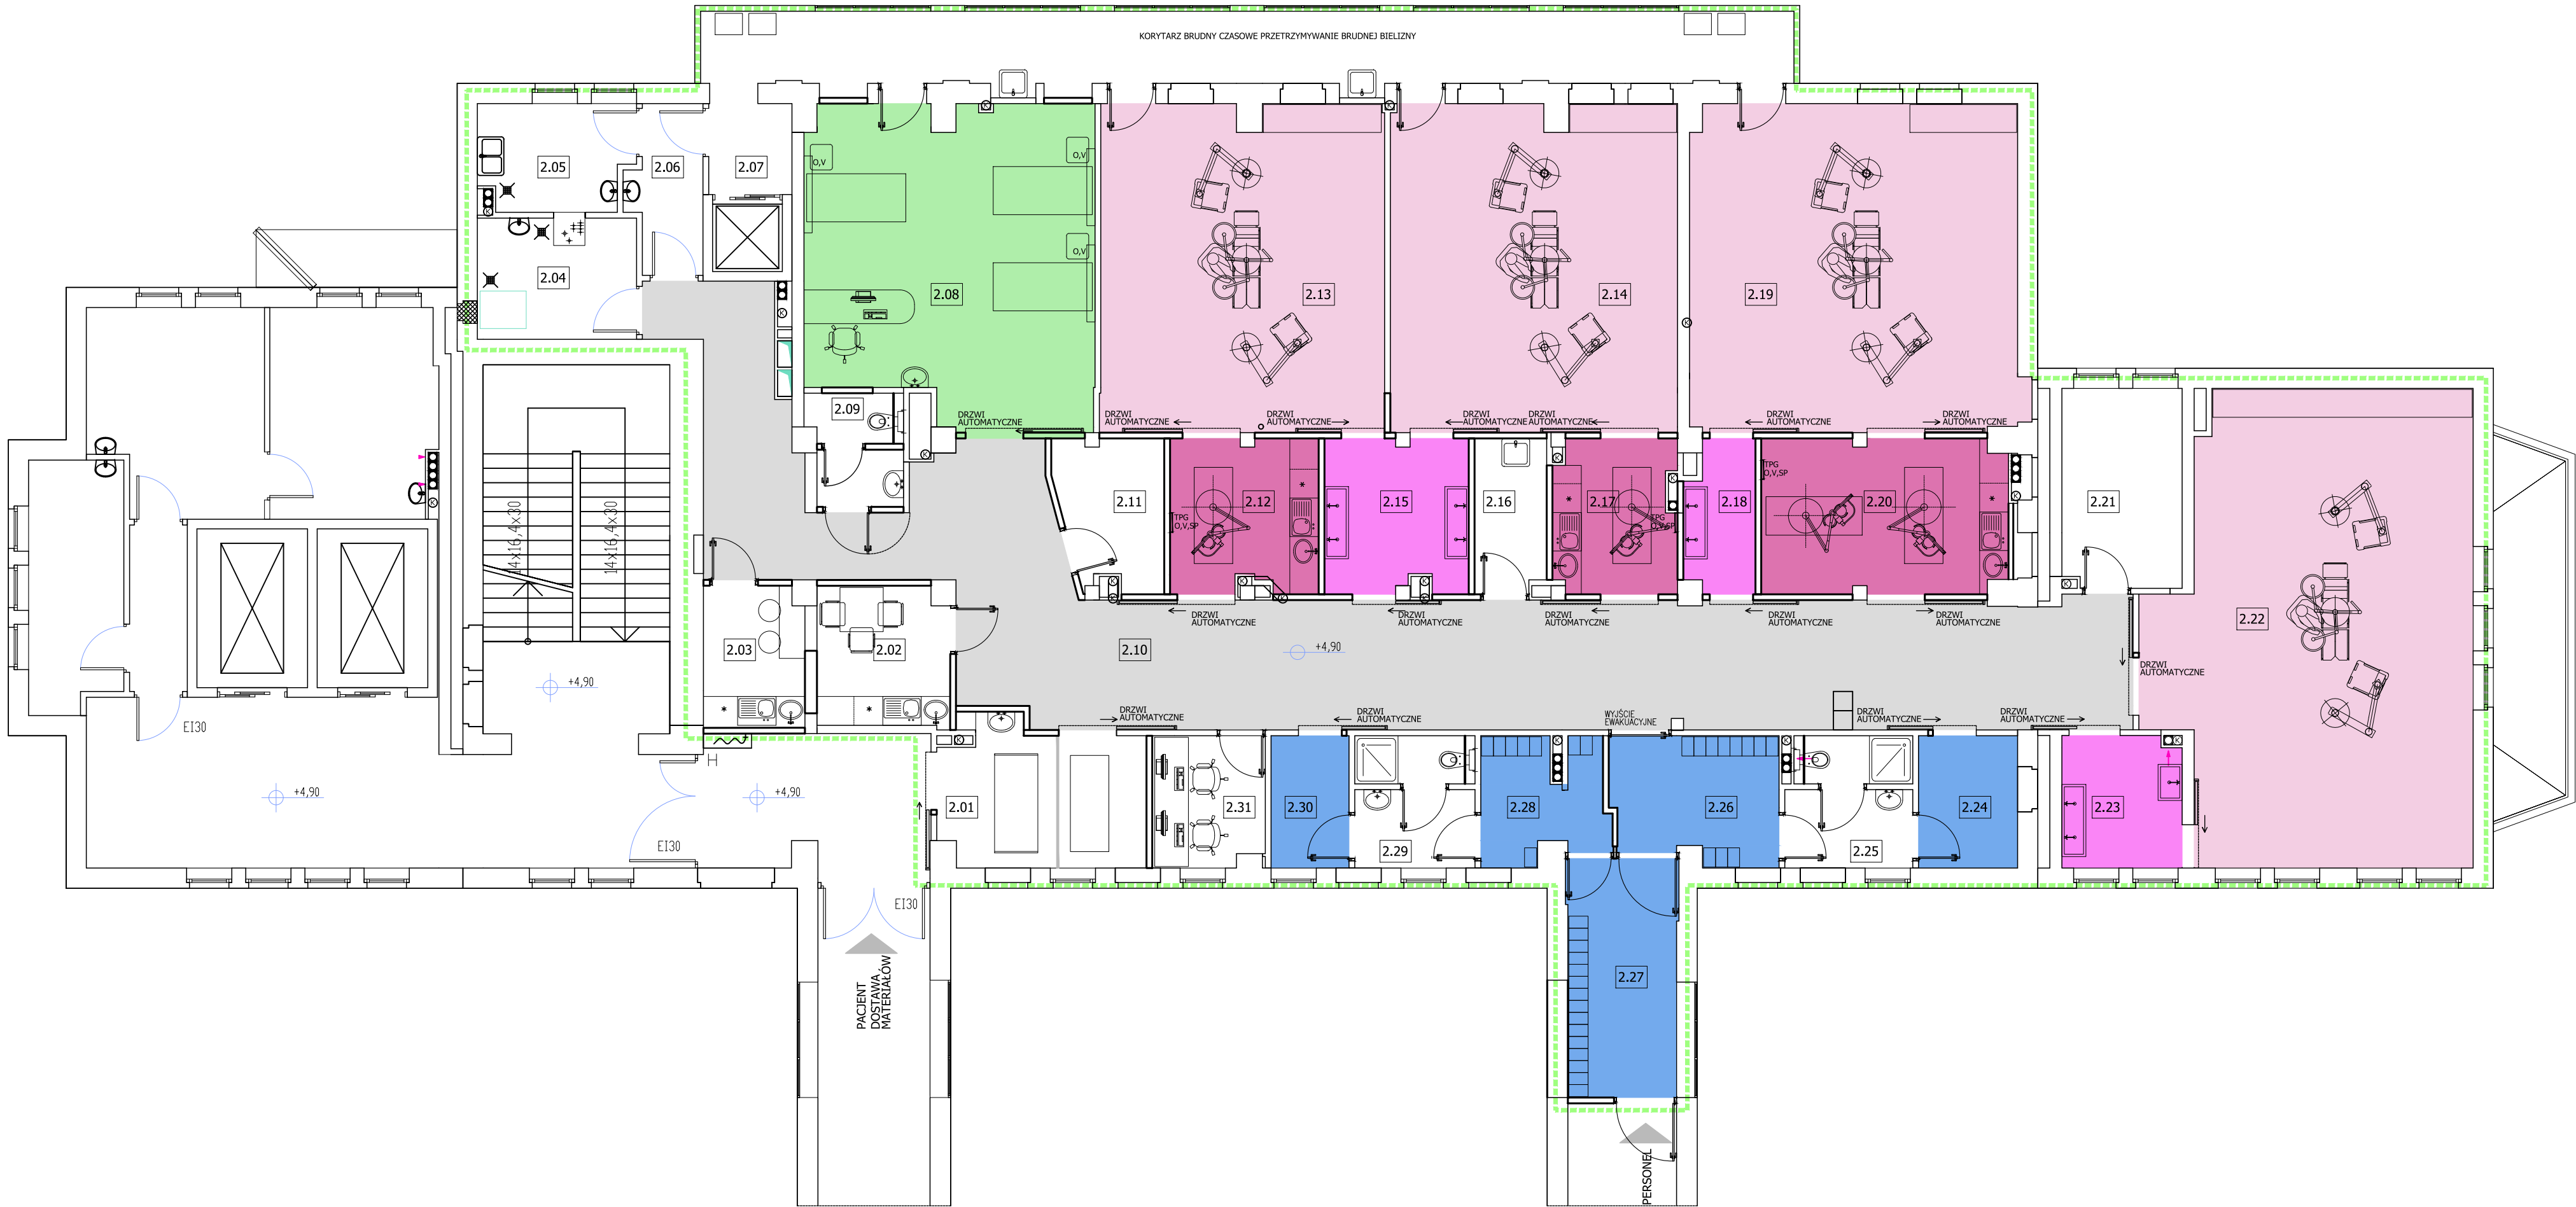 KORYTARZ BRUDNY CZASOWE PRZETRZYMYWANIE BRUDNEJ BIELIZNY
2.05
2.06
2.07
O,V
O,V
O,V
2.04
2.08
2.13
2.14
2.19
2.09
DRZWI
AUTOMATYCZNE
DRZWI
AUTOMATYCZNE
DRZWI
AUTOMATYCZNE
DRZWI
AUTOMATYCZNE
DRZWI
AUTOMATYCZNE
DRZWI
AUTOMATYCZNE
DRZWI
AUTOMATYCZNE
2.11
2.12
2.15
2.16
2.17
2.18
2.20
2.21
TPG
O,V,SP
TPG
O,V,SP
TPG
O,V,SP
14x16,4x30
14x16,4x30
DRZWI
AUTOMATYCZNE
DRZWI
AUTOMATYCZNE
DRZWI
AUTOMATYCZNE
DRZWI
AUTOMATYCZNE
DRZWI
AUTOMATYCZNE
2.22
2.03
2.02
2.10
+4,90
DRZWI
AUTOMATYCZNE
+4,90
DRZWI
AUTOMATYCZNE
DRZWI
AUTOMATYCZNE
WYJŚCIE
EWAKUACYJNE
DRZWI
AUTOMATYCZNE
DRZWI
AUTOMATYCZNE
EI30
H
+4,90
+4,90
2.01
2.31
2.30
2.29
2.28
2.26
2.25
2.24
2.23
EI30
EI30
2.27
PACJENT
DOSTAWA
MATERIAŁÓW
PERSONEL